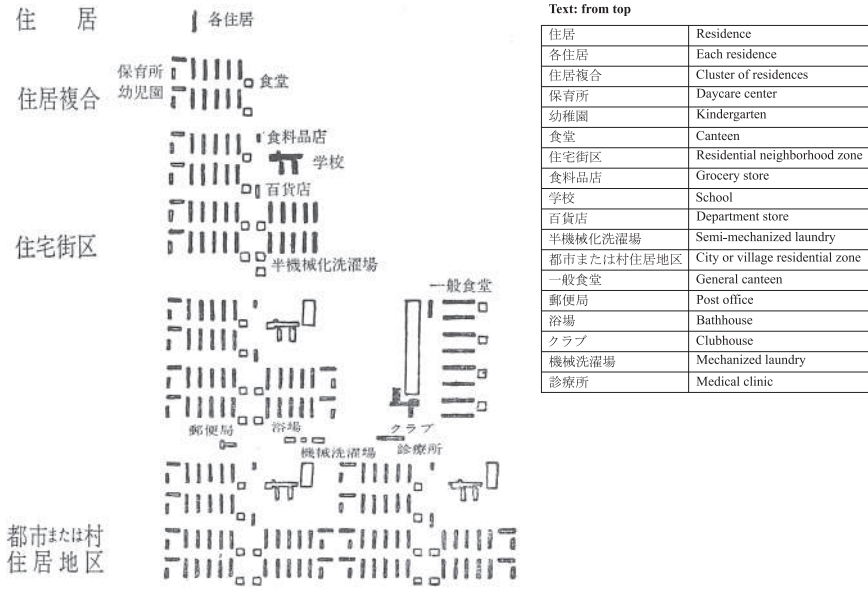 住居
各住居
保育所
幼児園
食堂
住居複合
食料品店
学校
百貨店
住宅街区
半機械化洗濯場
一般食堂
郵便局
浴場
クラブ
機械洗濯場
診療所
都市または村
住居地区
Text: from top
住居 Residence
各住居 Each residence
住居複合 Cluster of residences
保育所 Daycare center
幼稚園 Kindergarten
食堂 Canteen
住宅街区 Residential neighborhood zone
食料品店 Grocery store
学校 School
百貨店 Department store
半機械化洗濯場 Semi-mechanized laundry
都市または村住居地区 City or village residential zone
一般食堂 General canteen
郵便局 Post office
浴場 Bathhouse
クラブ Clubhouse
機械洗濯場 Mechanized laundry
診療所 Medical clinic